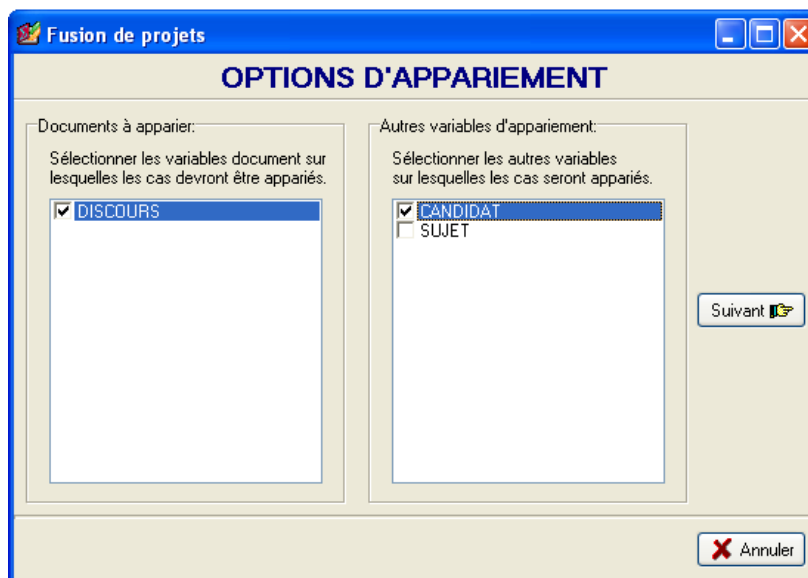 Fusion de projets
OPTIONS D'APPARIEMENT
Documents à apparier:
Sélectionner les variables document sur
lesquelles les cas devront être appariés.
DISCOURS
Autres variables d'appariement:
Sélectionner les autres variables
sur lesquelles les cas seront appariés.
CANDIDAT
SUJET
Suivant
Annuler